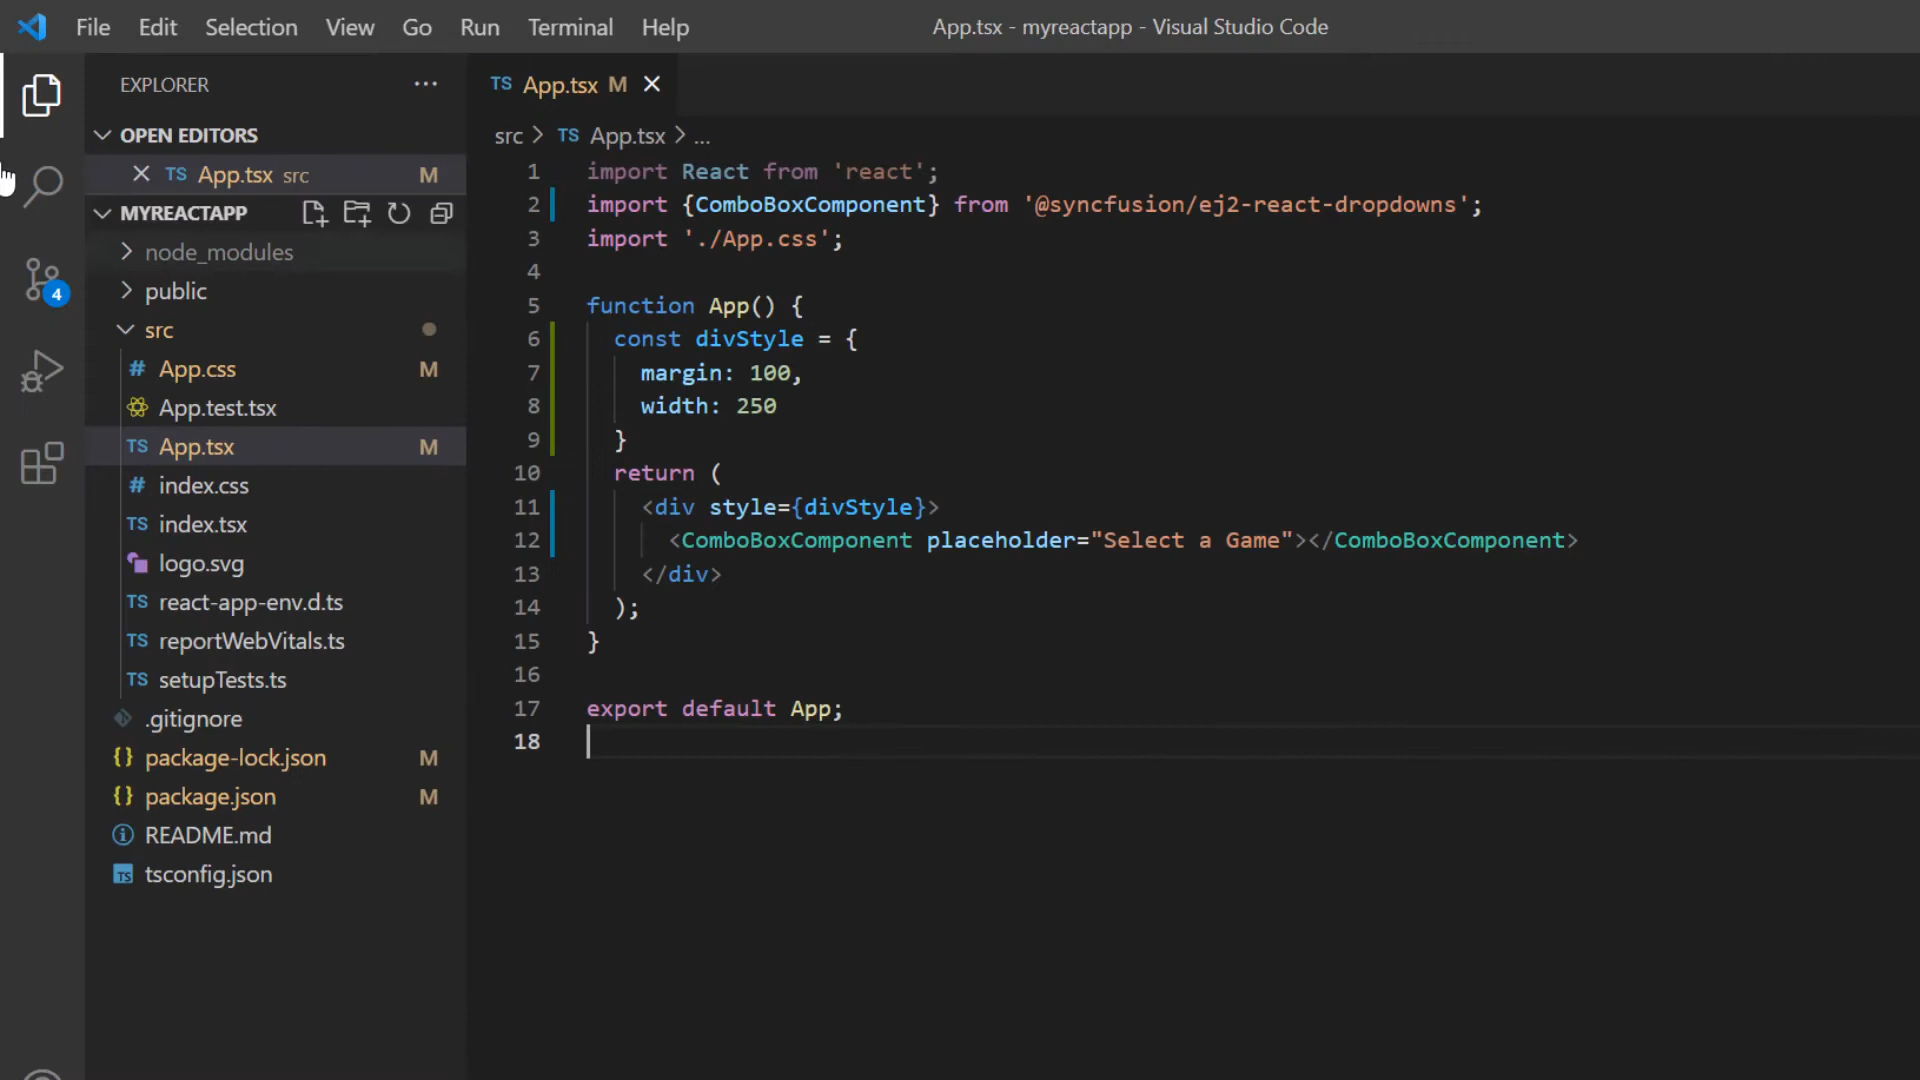 File Edit Selection View Go Run Terminal Help App.tsx - myreactapp - Visual Studio Code
EXPLORER ...
OPEN EDITORS
TS App.tsx src M
MYREACTAPP
node_modules
public
src
# App.css M
App.test.tsx
TS App.tsx M
# index.css
TS index.tsx
logo.svg
TS react-app-env.d.ts
TS reportWebVitals.ts
TS setupTests.ts
.gitignore
{} package-lock.json M
{} package.json M
README.md
TS tsconfig.json
4
TS App.tsx M
src > TS App.tsx > ...
1 import React from 'react';
2 import {ComboBoxComponent} from '@syncfusion/ej2-react-dropdowns';
3 import './App.css';
4
5 function App() {
6 const divStyle = {
7 margin: 100,
8 width: 250
9 }
10 return (
11 <div style={divStyle}>
12 <ComboBoxComponent placeholder="Select a Game"></ComboBoxComponent>
13 </div>
14 );
15 }
16
17 export default App;
18